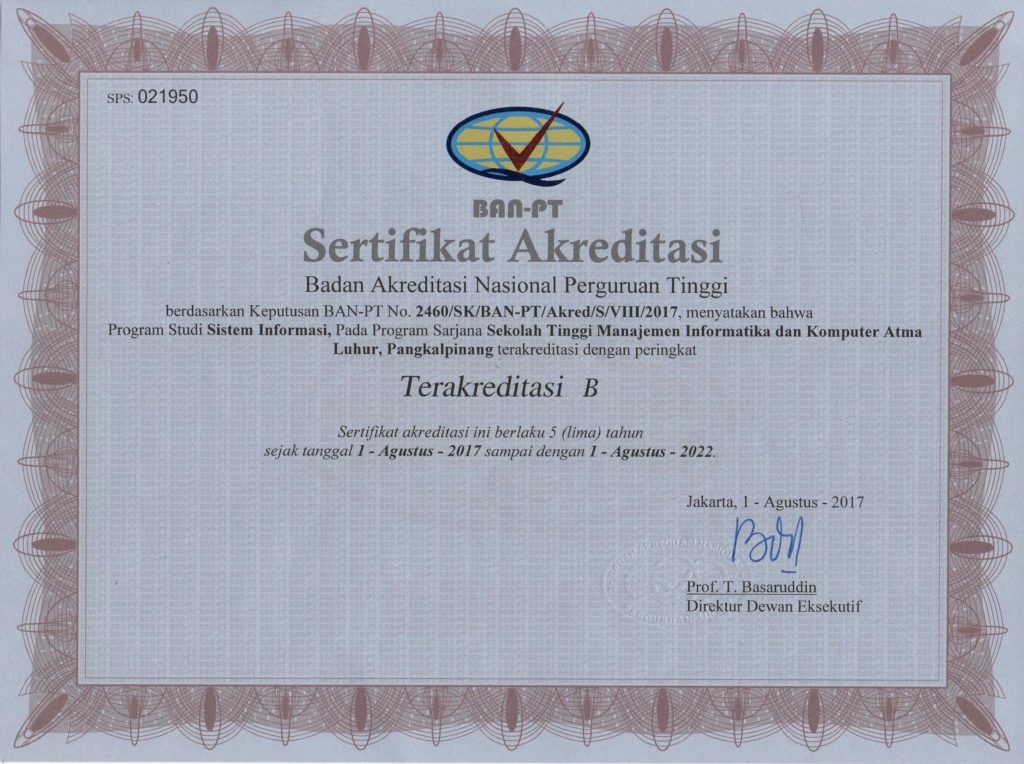 SPS: 021950
BAN-PT
Sertifikat Akreditasi
Badan Akreditasi Nasional Perguruan Tinggi
berdasarkan Keputusan BAN-PT No. 2460/SK/BAN-PT/Akred/S/VIII/2017, menyatakan bahwa
Program Studi Sistem Informasi, Pada Program Sarjana Sekolah Tinggi Manajemen Informatika dan Komputer Atma
Luhur, Pangkalpinang terakreditasi dengan peringkat
Terakreditasi B
Sertifikat akreditasi ini berlaku 5 (lima) tahun
sejak tanggal 1 - Agustus - 2017 sampai dengan 1 - Agustus - 2022.
Jakarta, 1 - Agustus - 2017
Prof. T. Basaruddin
Direktur Dewan Eksekutif